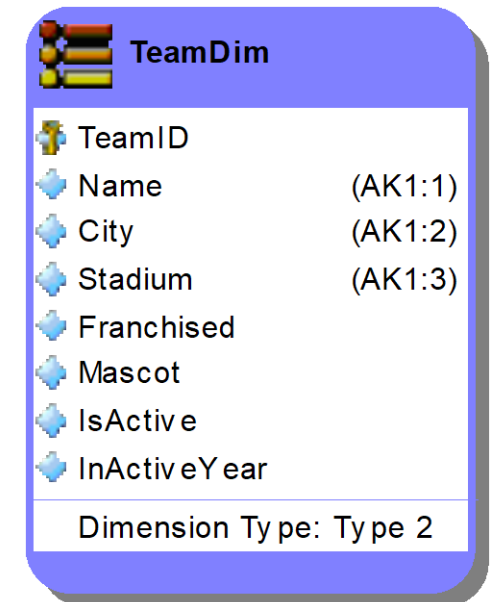 TeamDim
TeamID
Name (AK1:1)
City (AK1:2)
Stadium (AK1:3)
Franchised
Mascot
IsActive
InActiveYear
Dimension Type: Type 2